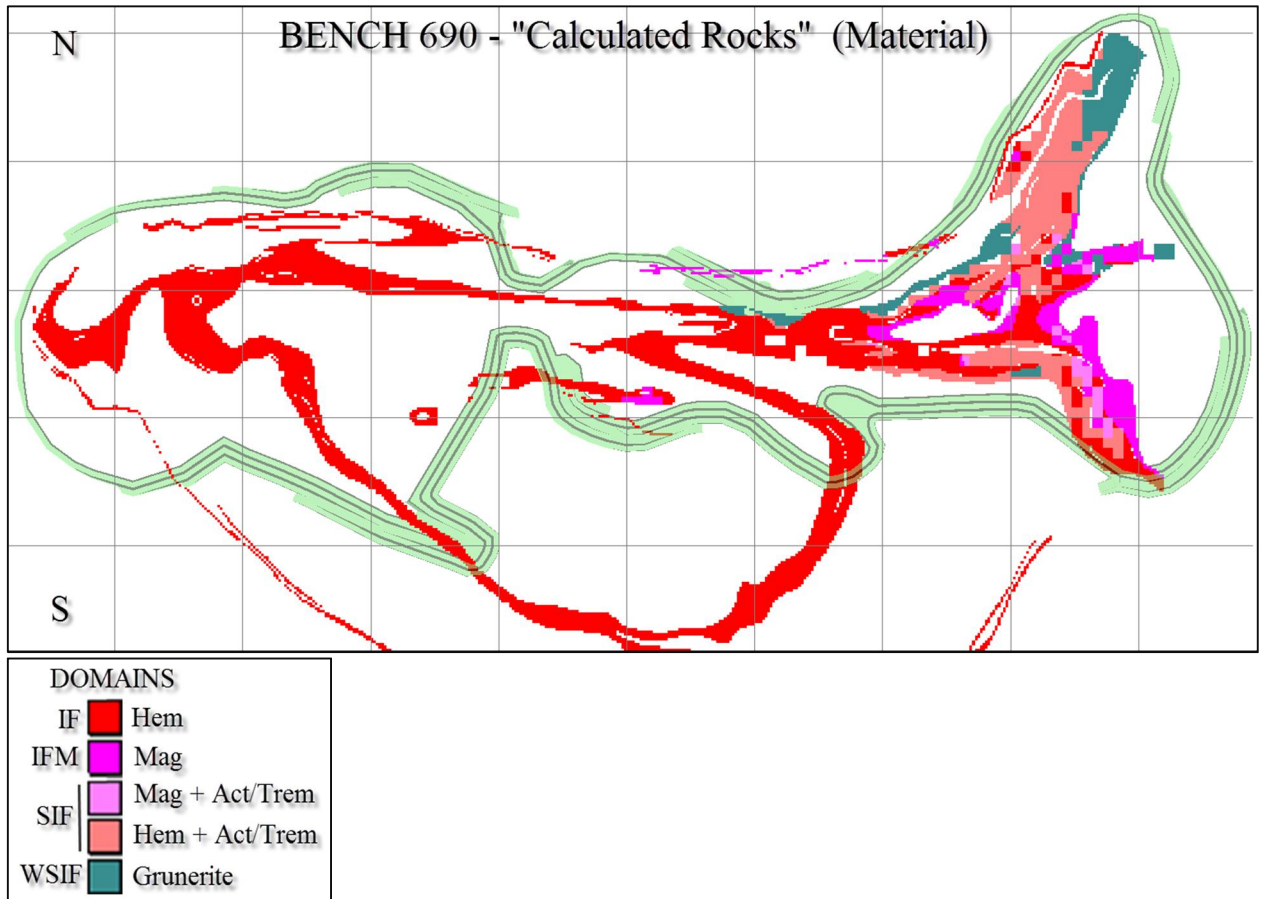 N
BENCH 690 - "Calculated Rocks" (Material)
S
DOMAINS
IF Hem
IFM Mag
SIF
Mag + Act/Trem
Hem + Act/Trem
WSIF Grunerite